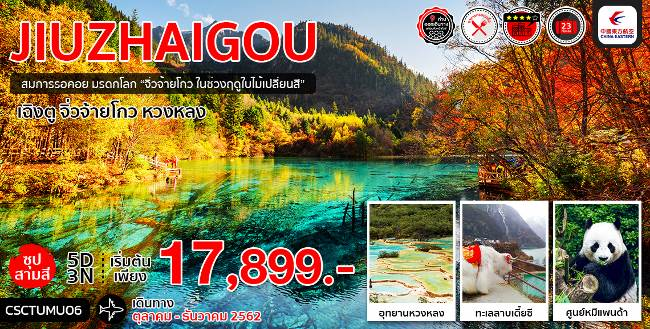 JIUZHAIGOU
สมการรอคอย มรดกโลก “จิ่วจ้ายโกว ในช่วงฤดูใบไม้เปลี่ยนสี”
เฉิงตู จิ่วจ้ายโกว หวงหลง
中國東方航空
CHINA EASTERN
23
ซุป
สามสี
5D
3N
เริ่มต้น
เพียง
17,899.-
CSCTUMU06
เดินทาง
ตุลาคม - ธันวาคม 2562
อุทยานหวงหลง
ทะเลสาบเตี๋ยซี
ศูนย์หมีแพนด้า